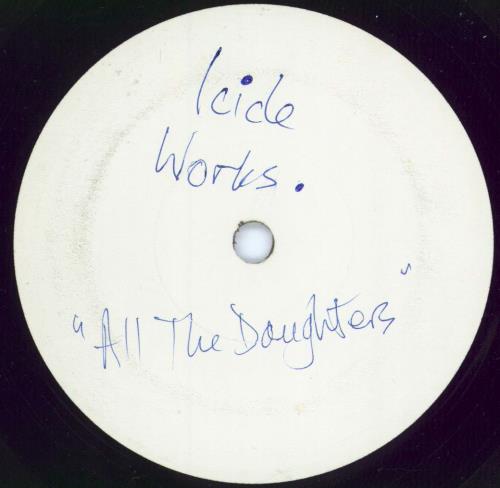 Icicle
Works.
"All The Daughters"